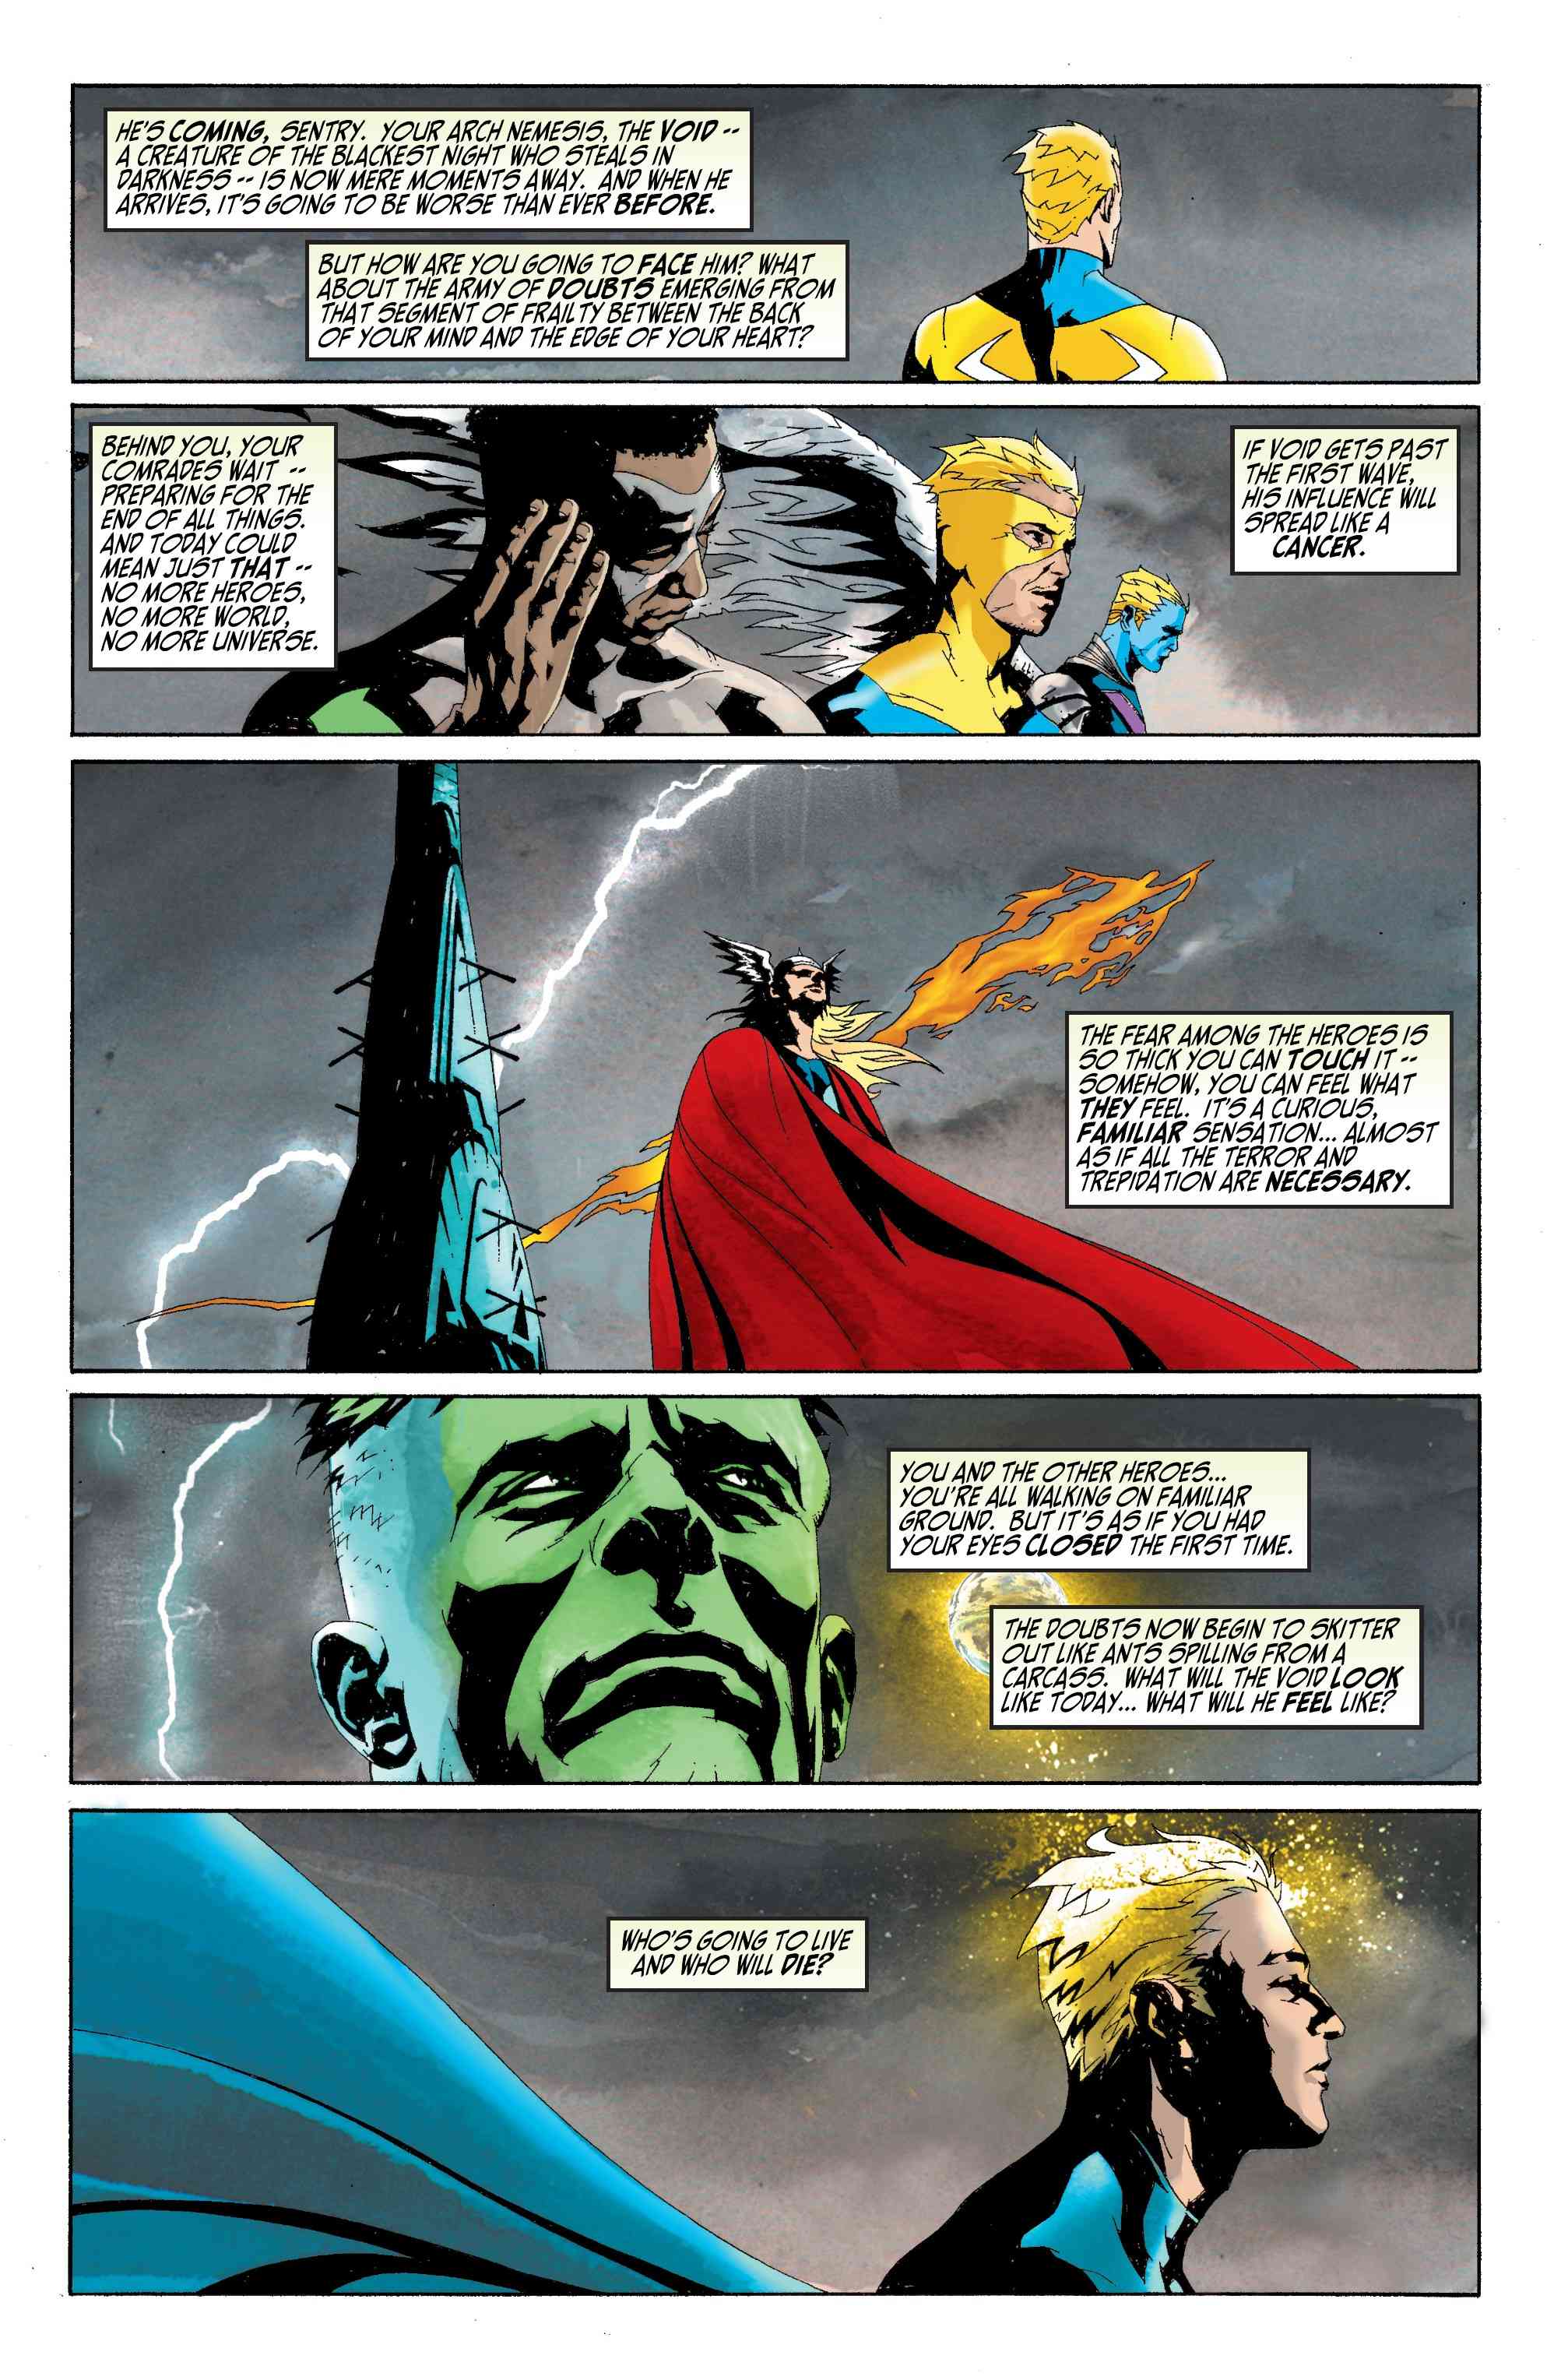 HE'S COMING, SENTRY. YOUR ARCH NEMESIS, THE VOID --
A CREATURE OF THE BLACKEST NIGHT WHO STEALS IN
DARKNESS -- IS NOW MERE MOMENTS AWAY. AND WHEN HE
ARRIVES, IT'S GOING TO BE WORSE THAN EVER BEFORE.
BUT HOW ARE YOU GOING TO FACE HIM? WHAT
ABOUT THE ARMY OF DOUBTS EMERGING FROM
THAT SEGMENT OF FRAILTY BETWEEN THE BACK
OF YOUR MIND AND THE EDGE OF YOUR HEART?
BEHIND YOU, YOUR
COMRADES WAIT --
PREPARING FOR THE
END OF ALL THINGS.
AND TODAY COULD
MEAN JUST THAT --
NO MORE HEROES,
NO MORE WORLD,
NO MORE UNIVERSE.
IF VOID GETS PAST
THE FIRST WAVE,
HIS INFLUENCE WILL
SPREAD LIKE A
CANCER.
THE FEAR AMONG THE HEROES IS
SO THICK YOU CAN TOUCH IT --
SOMEHOW, YOU CAN FEEL WHAT
THEY FEEL. IT'S A CURIOUS,
FAMILIAR SENSATION... ALMOST
AS IF ALL THE TERROR AND
TREPIDATION ARE NECESSARY.
YOU AND THE OTHER HEROES...
YOU'RE ALL WALKING ON FAMILIAR
GROUND. BUT IT'S AS IF YOU HAD
YOUR EYES CLOSED THE FIRST TIME.
THE DOUBTS NOW BEGIN TO SKITTER
OUT LIKE ANTS SPILLING FROM A
CARCASS. WHAT WILL THE VOID LOOK
LIKE TODAY... WHAT WILL HE FEEL LIKE?
WHO'S GOING TO LIVE
AND WHO WILL DIE?